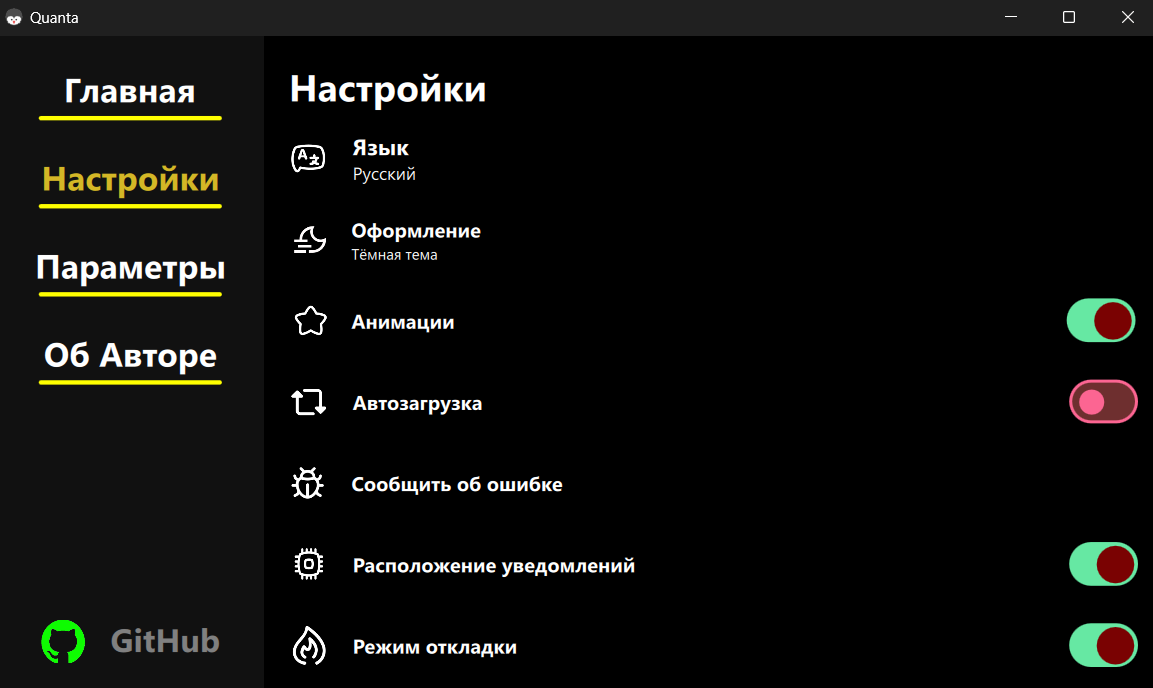 Quanta
Главная
Настройки
Параметры
Об Авторе
GitHub
Настройки
Язык
Русский
Оформление
Тёмная тема
Анимации
Автозагрузка
Сообщить об ошибке
Расположение уведомлений
Режим откладки